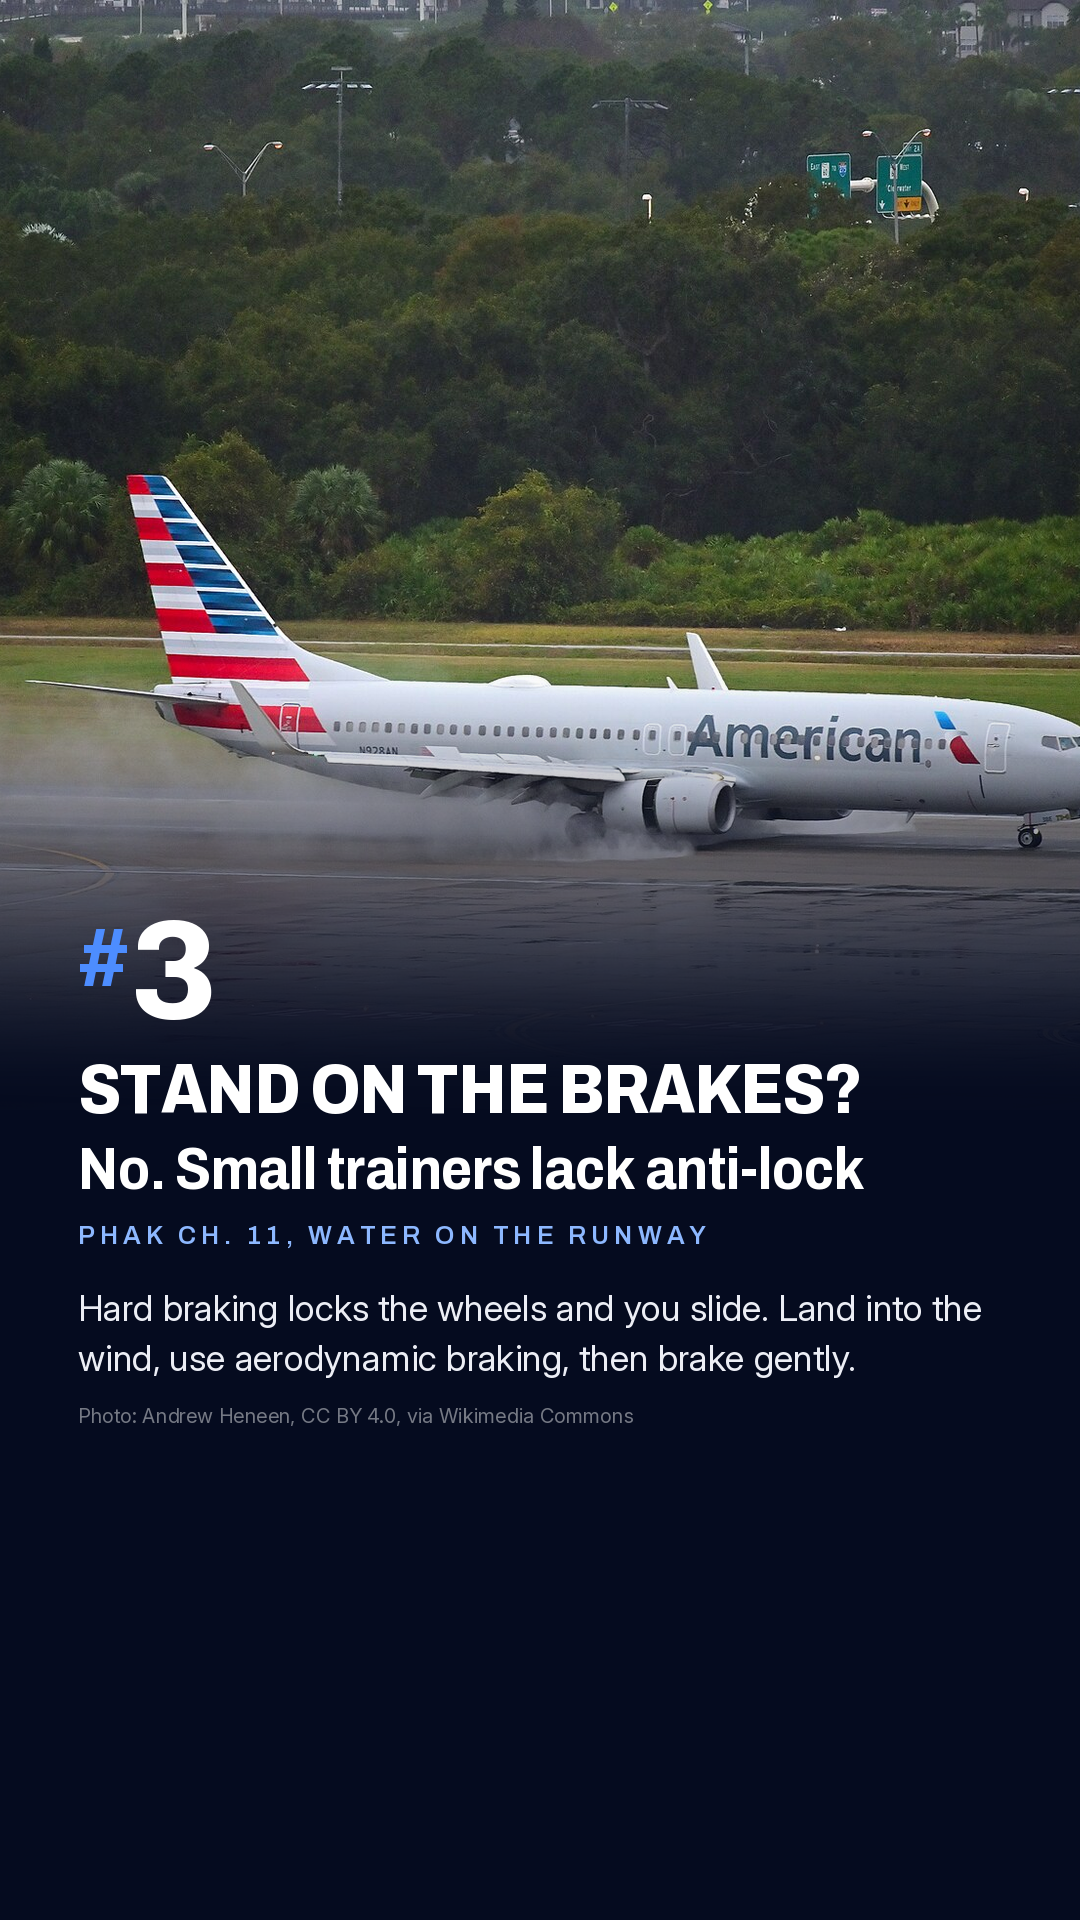 American
N928AN
#3
STAND ON THE BRAKES?
No. Small trainers lack anti-lock
PHAK CH. 11, WATER ON THE RUNWAY
Hard braking locks the wheels and you slide. Land into the
wind, use aerodynamic braking, then brake gently.
Photo: Andrew Heneen, CC BY 4.0, via Wikimedia Commons